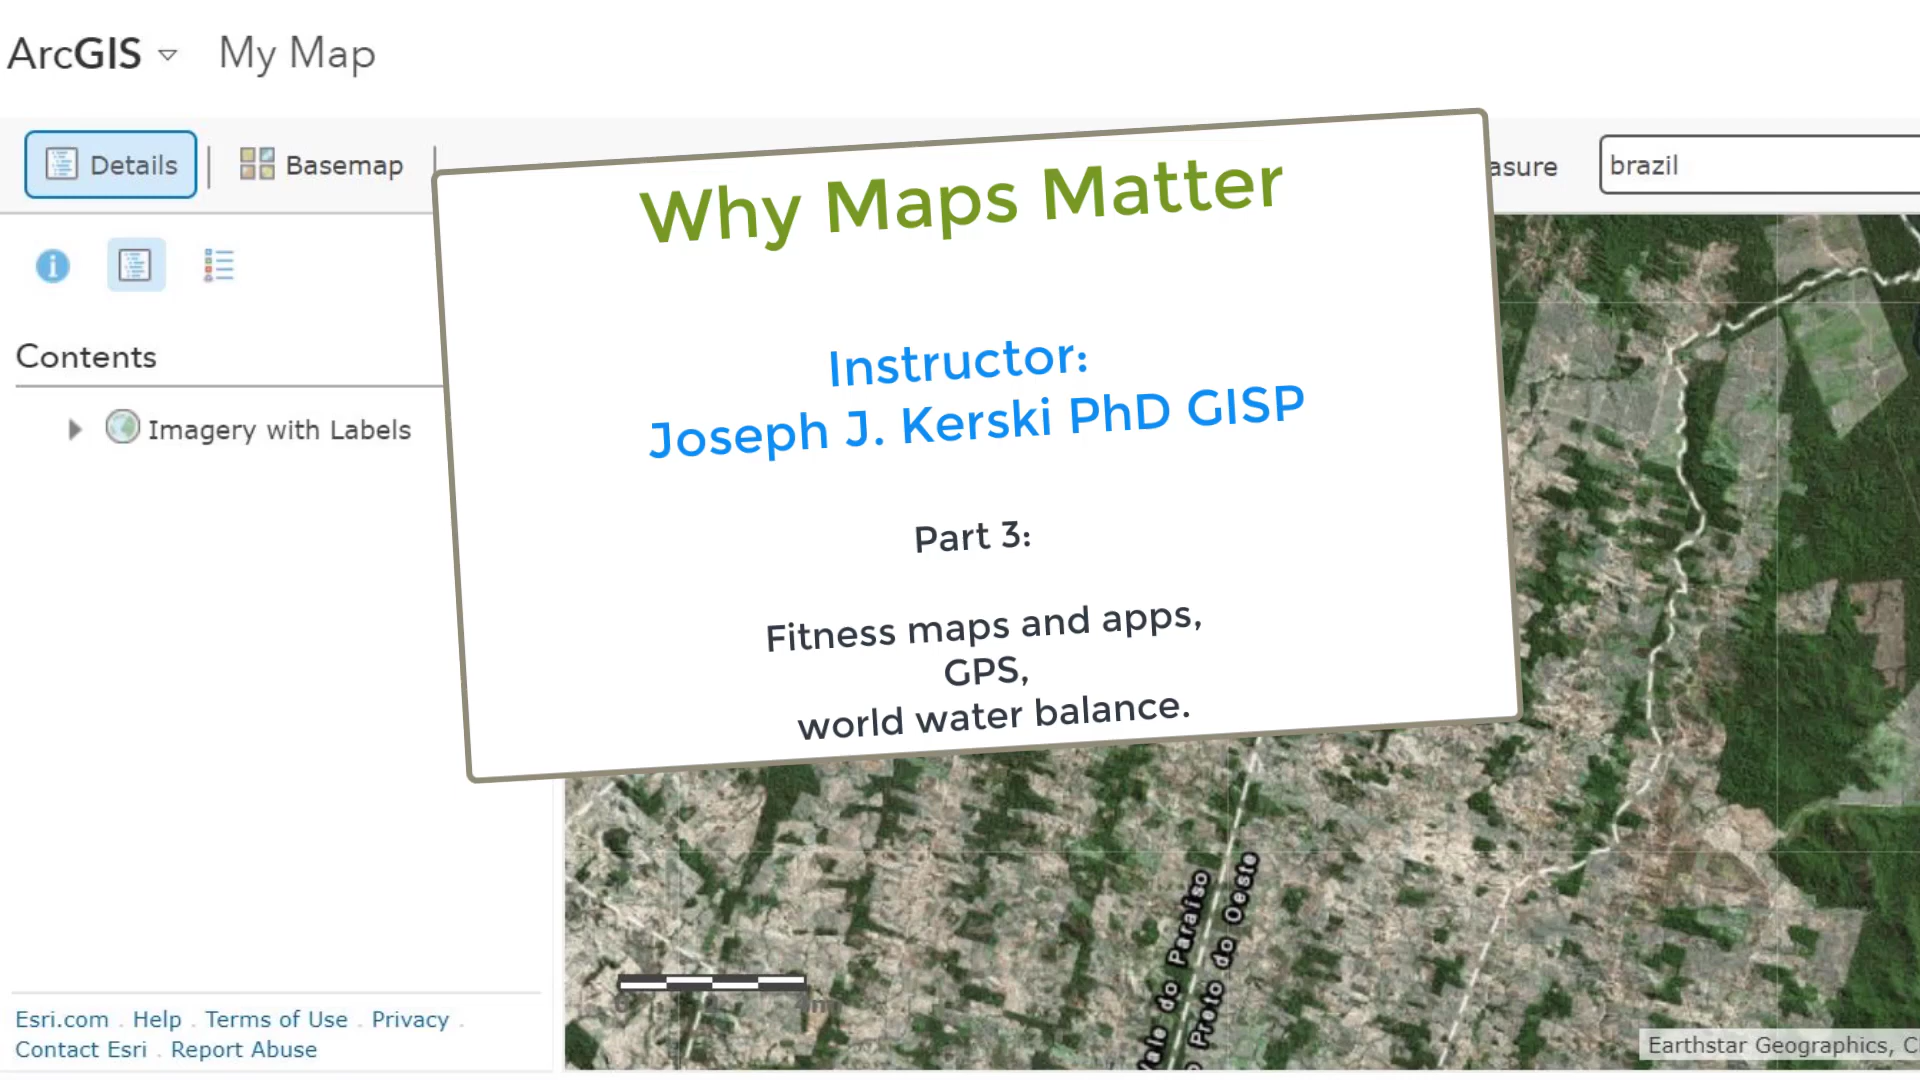 ArcGIS My Map
Details Basemap
asure
brazil
Contents
Imagery with Labels
Why Maps Matter
Instructor:
Joseph J. Kerski PhD GISP
Part 3:
Fitness maps and apps,
GPS,
world water balance.
Vale do Paraíso
Preto do Oeste
Esri.com . Help . Terms of Use . Privacy .
Contact Esri . Report Abuse
Earthstar Geographics, C